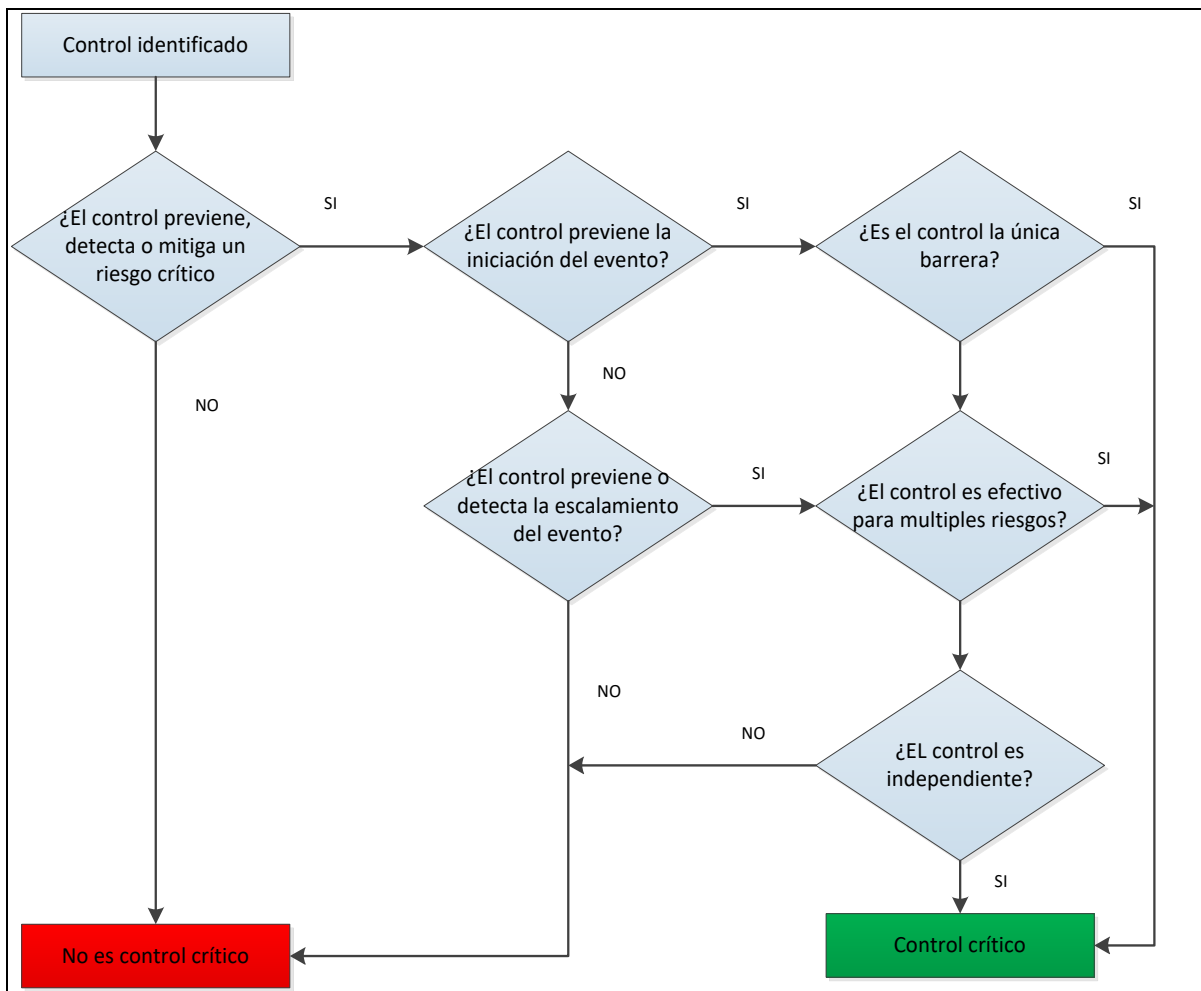 Control identificado
¿El control previene,
detecta o mitiga un
riesgo crítico
SI
¿El control previene la
iniciación del evento?
SI
¿Es el control la única
barrera?
SI
NO
NO
¿El control previene o
detecta la escalamiento
del evento?
SI
¿El control es efectivo
para multiples riesgos?
SI
NO
NO
¿EL control es
independiente?
SI
No es control crítico
Control crítico